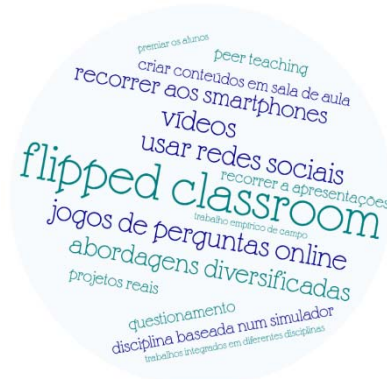 premiar os alunos
peer teaching
criar conteúdos em sala de aula
recorrer aos smartphones
vídeos
usar redes sociais
flipped classroom
recorrer a apresentações
trabalho empírico de campo
jogos de perguntas online
abordagens diversificadas
projetos reais
questionamento
disciplina baseada num simulador
trabalhos integrados em diferentes disciplinas